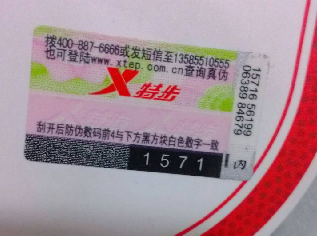 拨400-887-6666或发短信至13585510555
也可登陆www.xtep.com.cn查询真伪
X特步
刮开后防伪数码前4与下方黑方块白色数字一致
1571
15716 56199
06389 84679